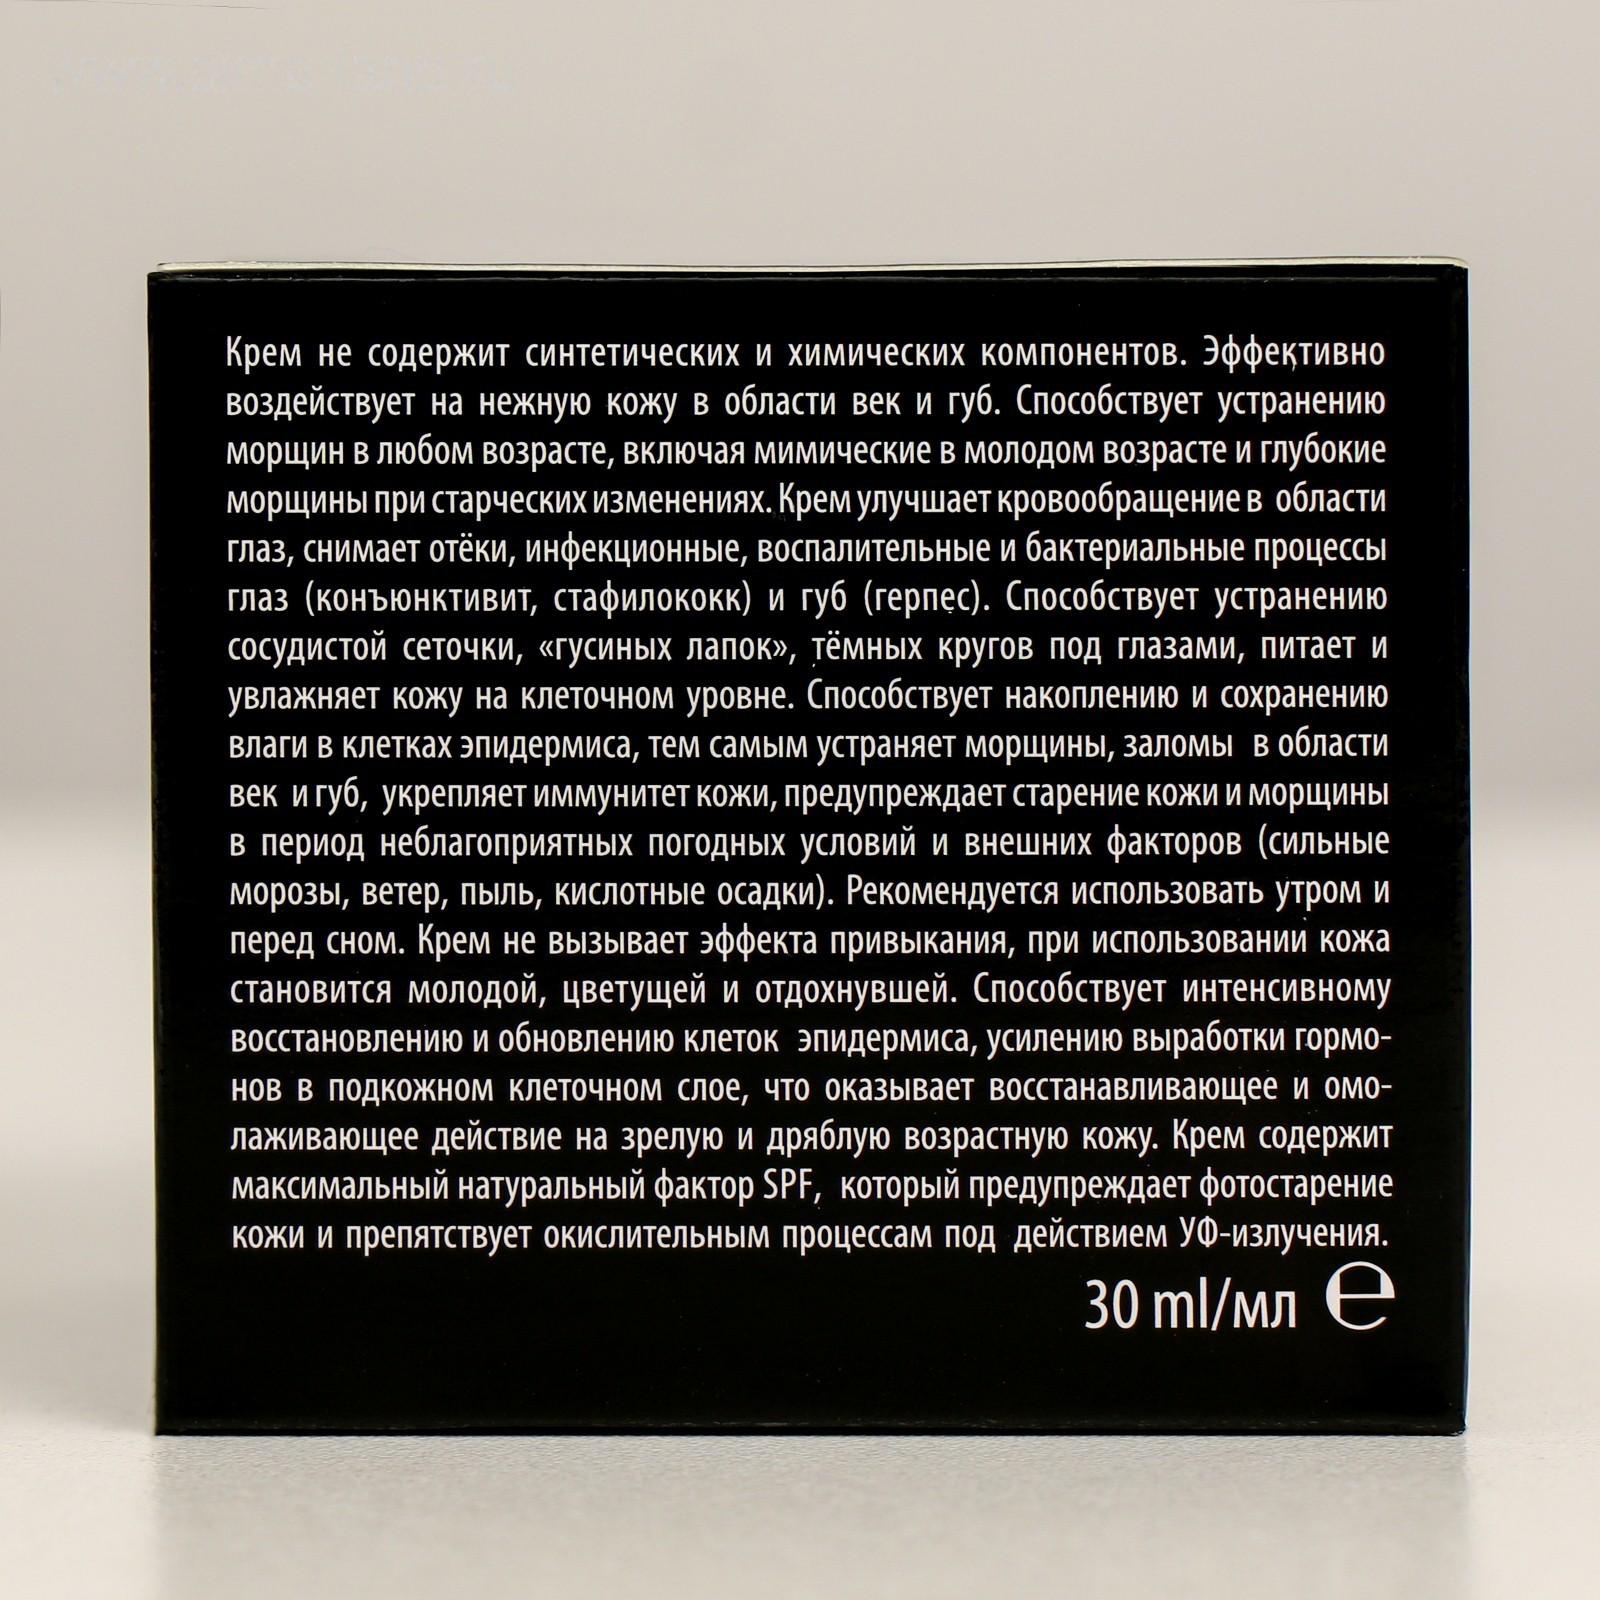 Крем не содержит синтетических и химических компонентов. Эффективно
воздействует на нежную кожу в области век и губ. Способствует устранению
морщин в любом возрасте, включая мимические в молодом возрасте и глубокие
морщины при старческих изменениях. Крем улучшает кровообращение в области
глаз, снимает отёки, инфекционные, воспалительные и бактериальные процессы
глаз (конъюнктивит, стафилококк) и губ (герпес). Способствует устранению
сосудистой сеточки, «гусиных лапок», тёмных кругов под глазами, питает и
увлажняет кожу на клеточном уровне. Способствует накоплению и сохранению
влаги в клетках эпидермиса, тем самым устраняет морщины, заломы в области
век и губ, укрепляет иммунитет кожи, предупреждает старение кожи и морщины
в период неблагоприятных погодных условий и внешних факторов (сильные
морозы, ветер, пыль, кислотные осадки). Рекомендуется использовать утром и
перед сном. Крем не вызывает эффекта привыкания, при использовании кожа
становится молодой, цветущей и отдохнувшей. Способствует интенсивному
восстановлению и обновлению клеток эпидермиса, усилению выработки гормо-
нов в подкожном клеточном слое, что оказывает восстанавливающее и омо-
лаживающее действие на зрелую и дряблую возрастную кожу. Крем содержит
максимальный натуральный фактор SPF, который предупреждает фотостарение
кожи и препятствует окислительным процессам под действием УФ-излучения.
30 ml/мл ℮